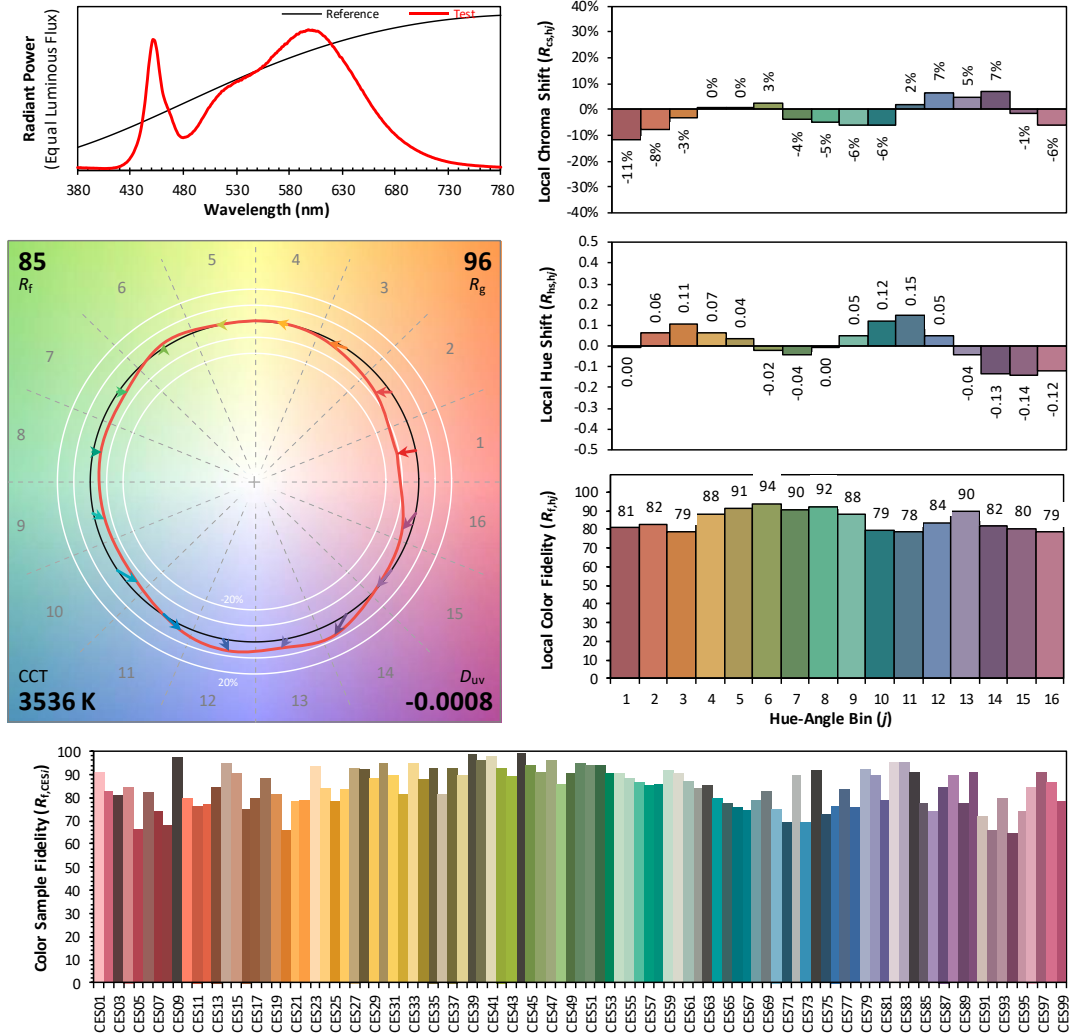 Reference Test
Radiant Power
(Equal Luminous Flux)
380 430 480 530 580 630 680 730 780
Wavelength (nm)
Local Chroma Shift (Rcs,hj)
40%
30%
20%
10%
0%
-10%
-20%
-30%
-40%
-11% -8% -3% 0% 0% 3% -4% -5% -6% -6% 2% 7% 5% 7% -1% -6%
85
Rf
96
Rg
5 4
6 3
7 2
8 1
9 16
10 15
11 14
12 13
-20%
20%
CCT
3536 K
Duv
-0.0008
Local Hue Shift (Rhs,hj)
0.5
0.4
0.3
0.2
0.1
0.0
-0.1
-0.2
-0.3
-0.4
-0.5
0.00 0.06 0.11 0.07 0.04 -0.02 -0.04 0.00 0.05 0.12 0.15 0.05 -0.04 -0.13 -0.14 -0.12
Local Color Fidelity (Rf,hj)
100
90
80
70
60
50
40
30
20
10
0
81 82 79 88 91 94 90 92 88 79 78 84 90 82 80 79
1 2 3 4 5 6 7 8 9 10 11 12 13 14 15 16
Hue-Angle Bin (j)
Color Sample Fidelity (Rf,CESi)
100
90
80
70
60
50
40
30
20
10
0
CES01 CES03 CES05 CES07 CES09 CES11 CES13 CES15 CES17 CES19 CES21 CES23 CES25 CES27 CES29 CES31 CES33 CES35 CES37 CES39 CES41 CES43 CES45 CES47 CES49 CES51 CES53 CES55 CES57 CES59 CES61 CES63 CES65 CES67 CES69 CES71 CES73 CES75 CES77 CES79 CES81 CES83 CES85 CES87 CES89 CES91 CES93 CES95 CES97 CES99